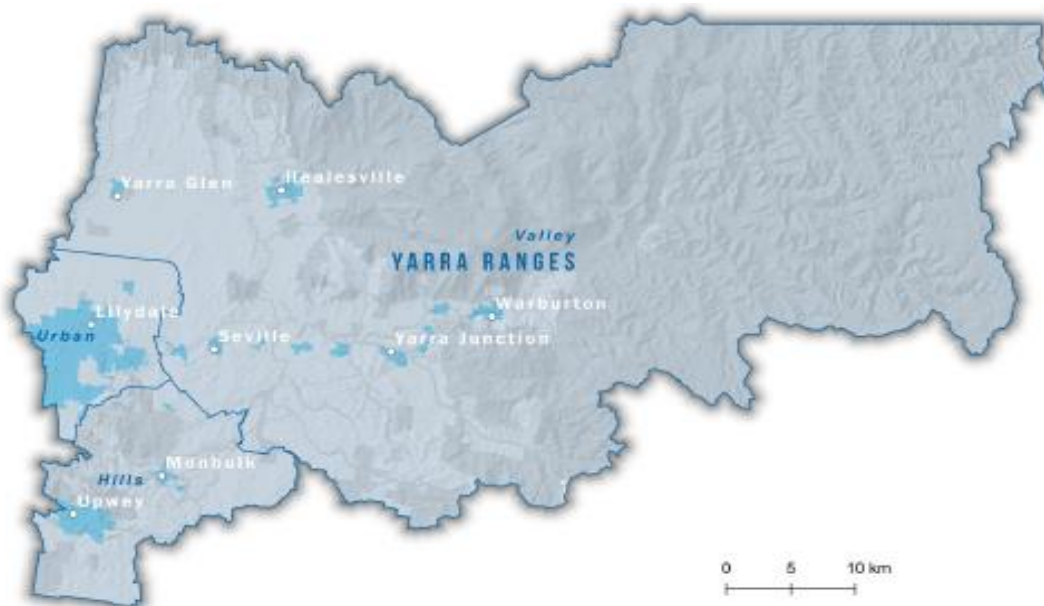 Yarra Glen
Healesville
Valley
YARRA RANGES
Warburton
Lilydale
Urban
Seville
Yarra Junction
Monbulk
Hills
Upwey
0 5 10 km